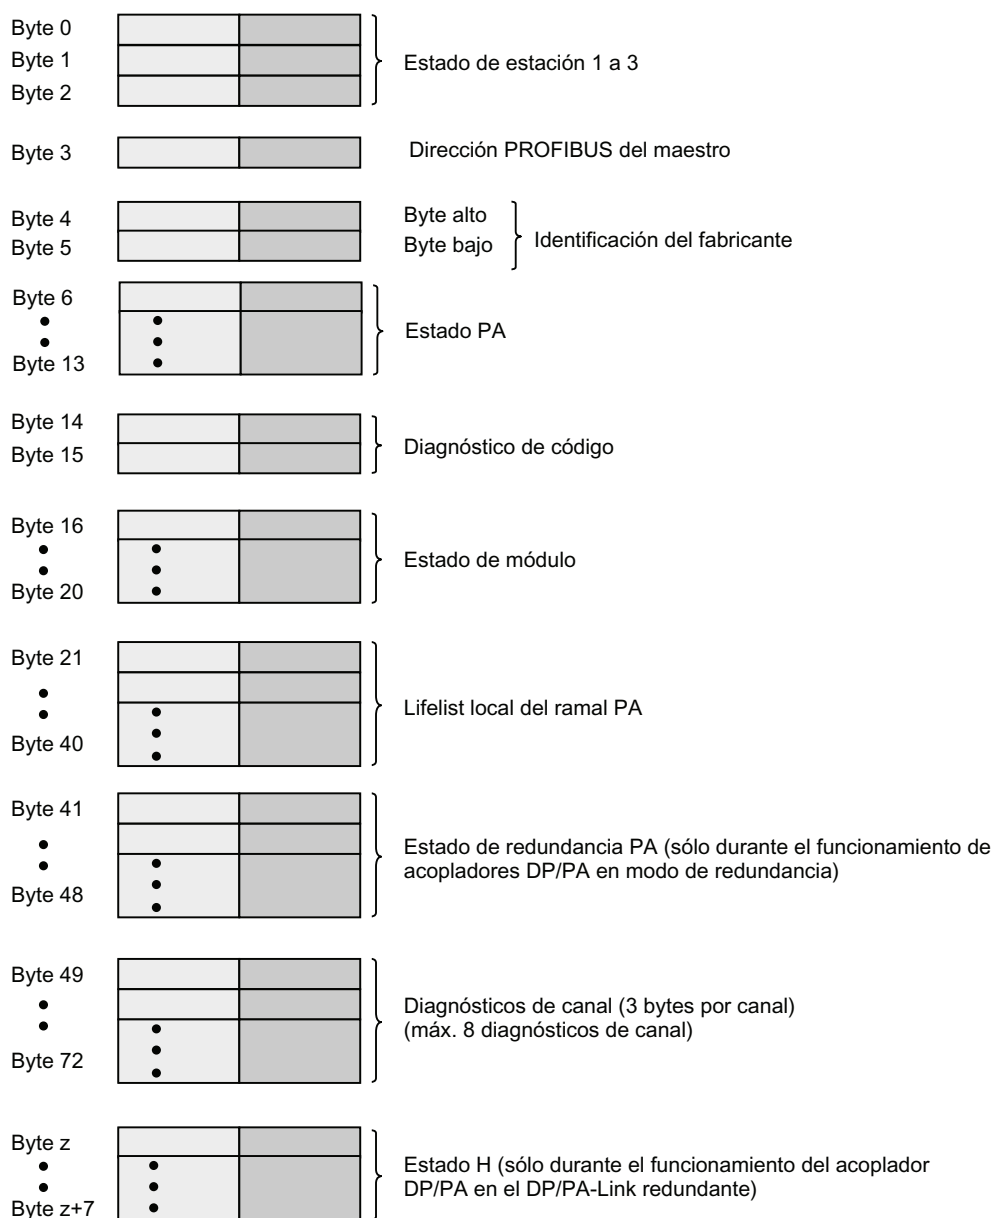 Byte 0
Byte 1
Byte 2
Estado de estación 1 a 3
Byte 3
Dirección PROFIBUS del maestro
Byte 4
Byte 5
Byte alto
Byte bajo
Identificación del fabricante
Byte 6
Byte 13
Estado PA
Byte 14
Byte 15
Diagnóstico de código
Byte 16
Byte 20
Estado de módulo
Byte 21
Byte 40
Lifelist local del ramal PA
Byte 41
Byte 48
Estado de redundancia PA (sólo durante el funcionamiento de
acopladores DP/PA en modo de redundancia)
Byte 49
Byte 72
Diagnósticos de canal (3 bytes por canal)
(máx. 8 diagnósticos de canal)
Byte z
Byte z+7
Estado H (sólo durante el funcionamiento del acoplador
DP/PA en el DP/PA-Link redundante)